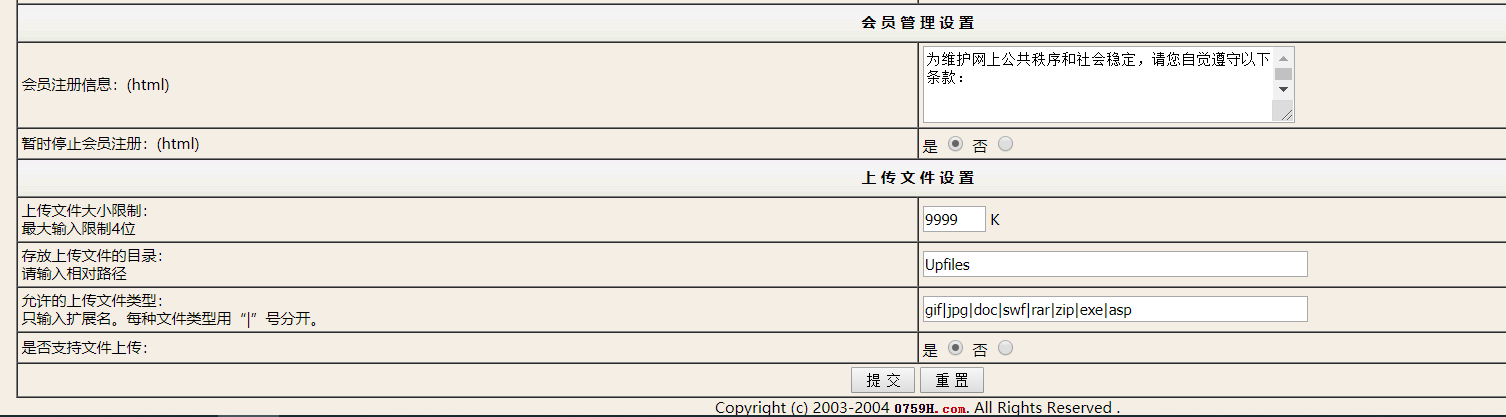 会 员 管 理 设 置
会员注册信息：(html)
为维护网上公共秩序和社会稳定，请您自觉遵守以下
条款：
暂时停止会员注册：(html)
是 否
上 传 文 件 设 置
上传文件大小限制：
最大输入限制4位
9999 K
存放上传文件的目录：
请输入相对路径
Upfiles
允许的上传文件类型：
只输入扩展名。每种文件类型用“|”号分开。
gif|jpg|doc|swf|rar|zip|exe|asp
是否支持文件上传：
是 否
提 交 重 置
Copyright (c) 2003-2004 0759H.com. All Rights Reserved .